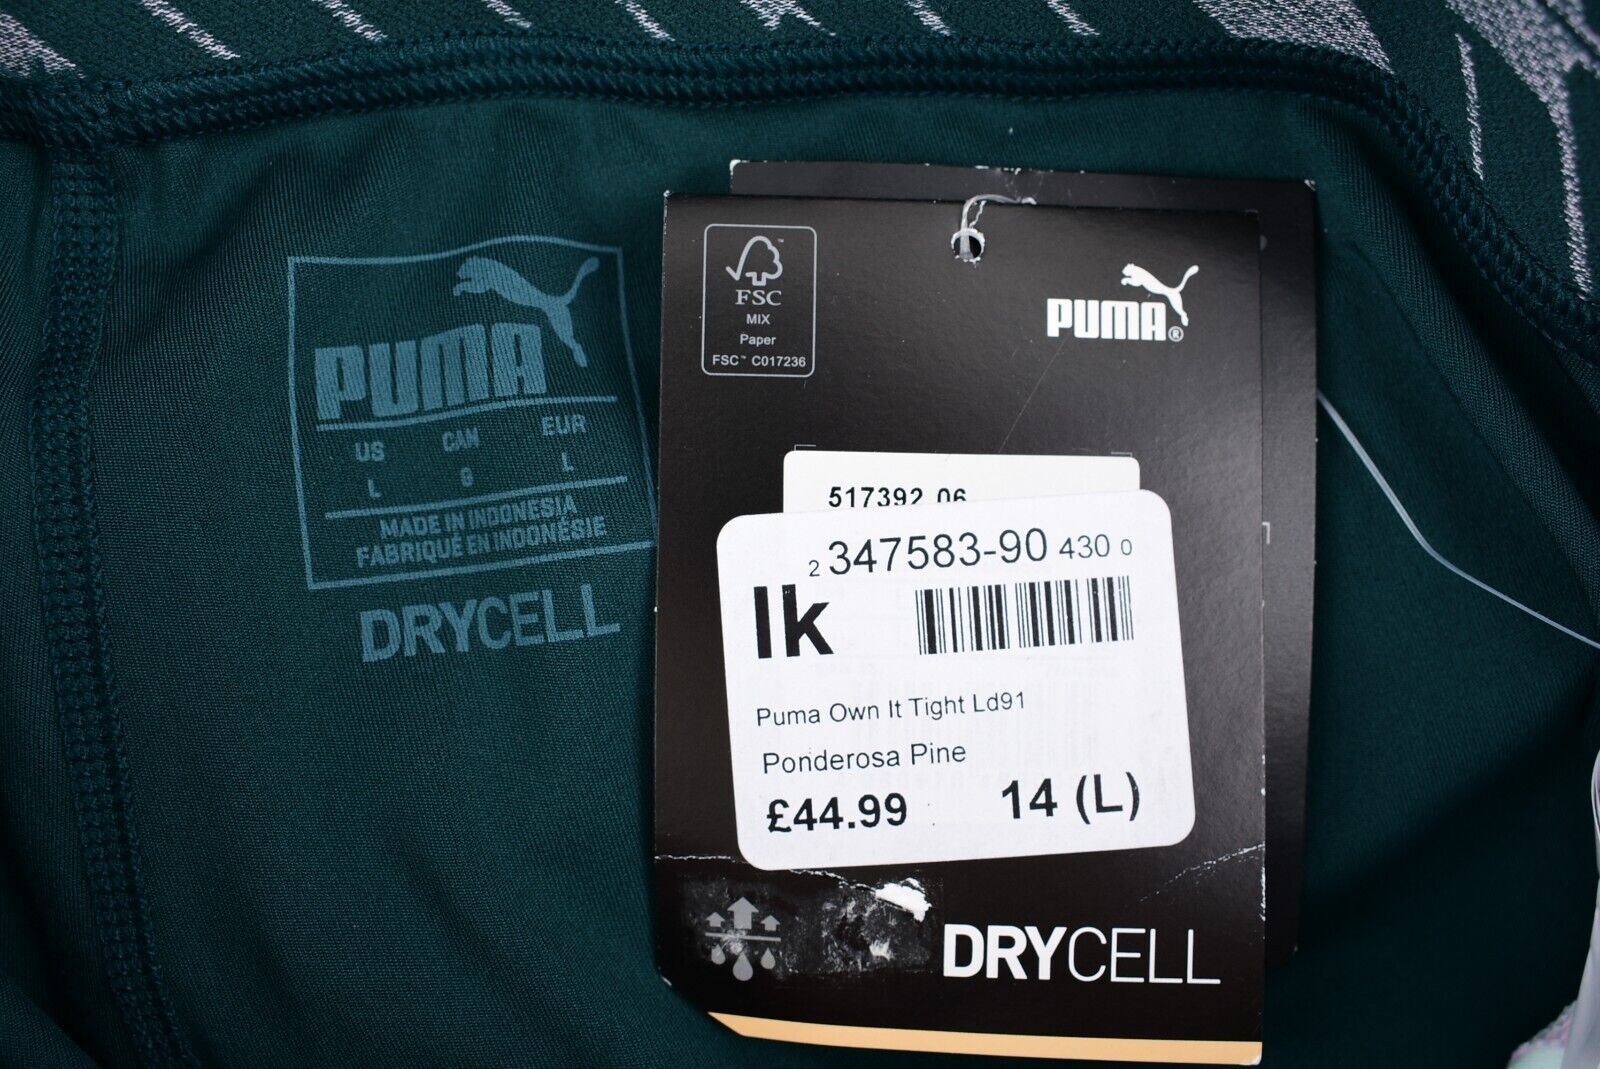 PUMA
US CAN EUR
L G L
MADE IN INDONESIA
FABRIQUÉ EN INDONÉSIE
DRYCELL
FSC
MIX
Paper
FSC™ C017236
PUMA®
517392 06
2 347583-90 430 0
lk
Puma Own It Tight Ld91
Ponderosa Pine
£44.99 14 (L)
DRYCELL